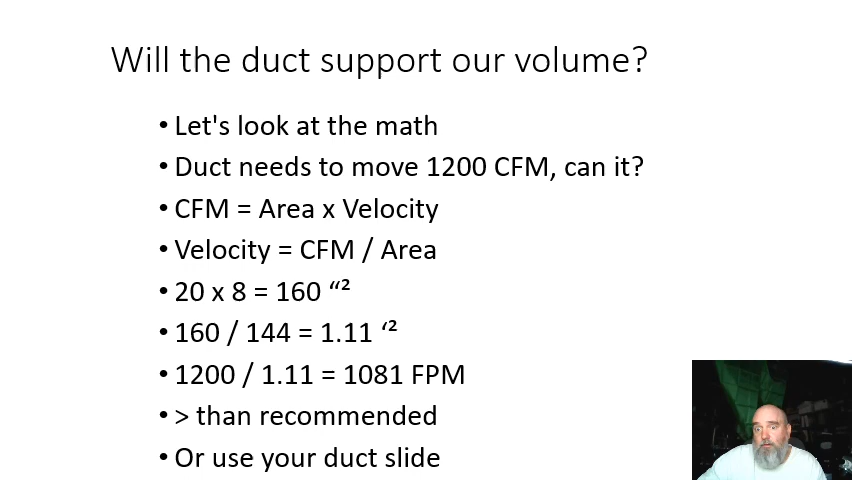 Will the duct support our volume?
• Let's look at the math
• Duct needs to move 1200 CFM, can it?
• CFM = Area x Velocity
• Velocity = CFM / Area
• 20 x 8 = 160 “²
• 160 / 144 = 1.11 ‘²
• 1200 / 1.11 = 1081 FPM
• > than recommended
• Or use your duct slide